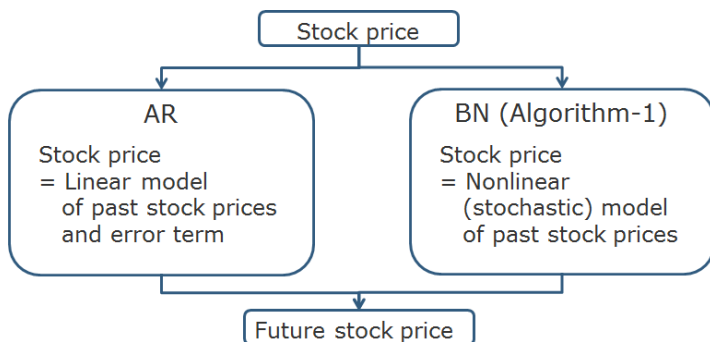 Stock price
AR
Stock price
= Linear model
of past stock prices
and error term
BN (Algorithm-1)
Stock price
= Nonlinear
(stochastic) model
of past stock prices
Future stock price